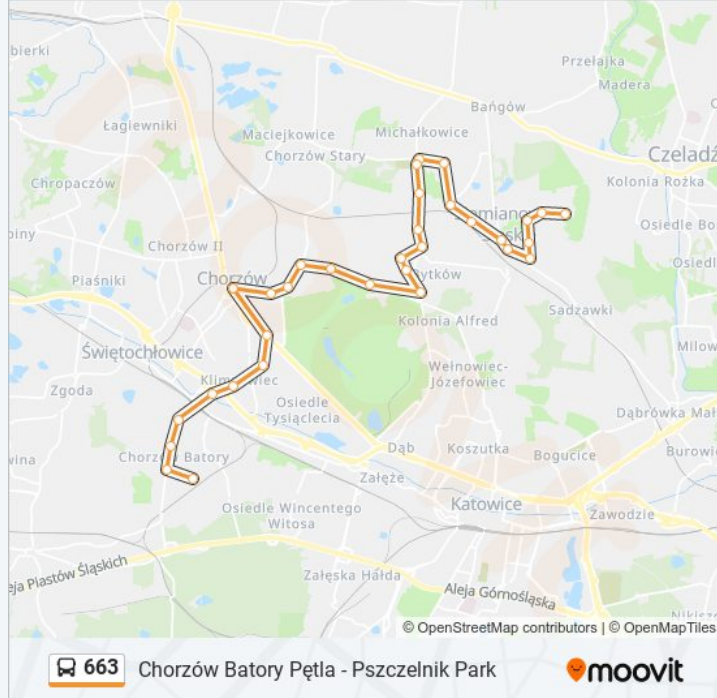 bierki
Przełajka
Madera
Bańgów
Łagiewniki
Maciejkowice
Michałkowice
Chorzów Stary
Czeladź
Chropaczów
Kolonia Rożka
piny
Chorzów II
Osiedle Bo
Piaśniki
Chorzów
Osiedl
Sadzawki
Kolonia Alfred
Świętochłowice
Milow
Wełnowiec-
Józefowiec
Zgoda
Osiedle
Tysiąclecia
Dąbrówka Mał
Dąb
Koszutka
Bogucice
Burowi
wina
Załęże
Katowice
Osiedle Wincentego
Witosa
Zawodzie
eja Piastów Śląskich
Załęska Hałda
Aleja Górnośląska
Nikisz
© OpenStreetMap contributors | © OpenMapTiles
663 Chorzów Batory Pętla - Pszczelnik Park moovit